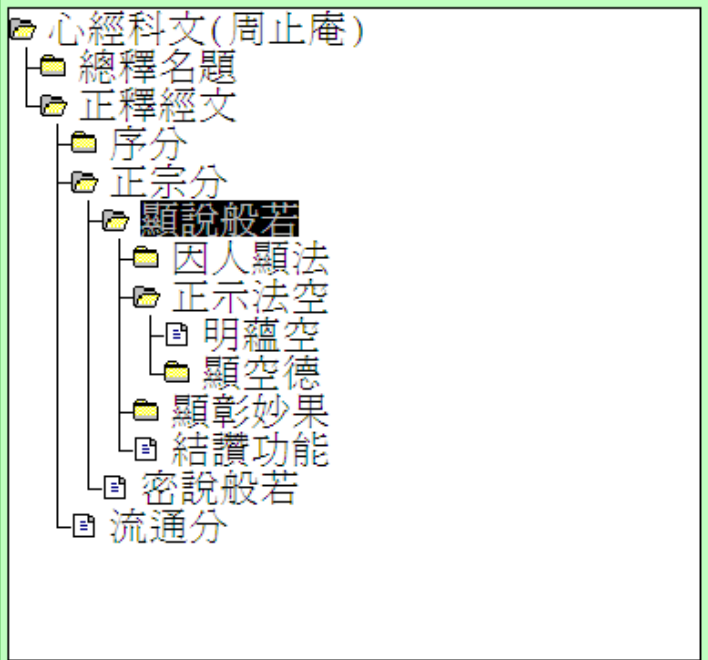 心經科文(周止庵)
總釋名題
正釋經文
序分
正宗分
顯說般若
因人顯法
正示法空
明蘊空
顯空德
顯彰妙果
結讚功能
密說般若
流通分